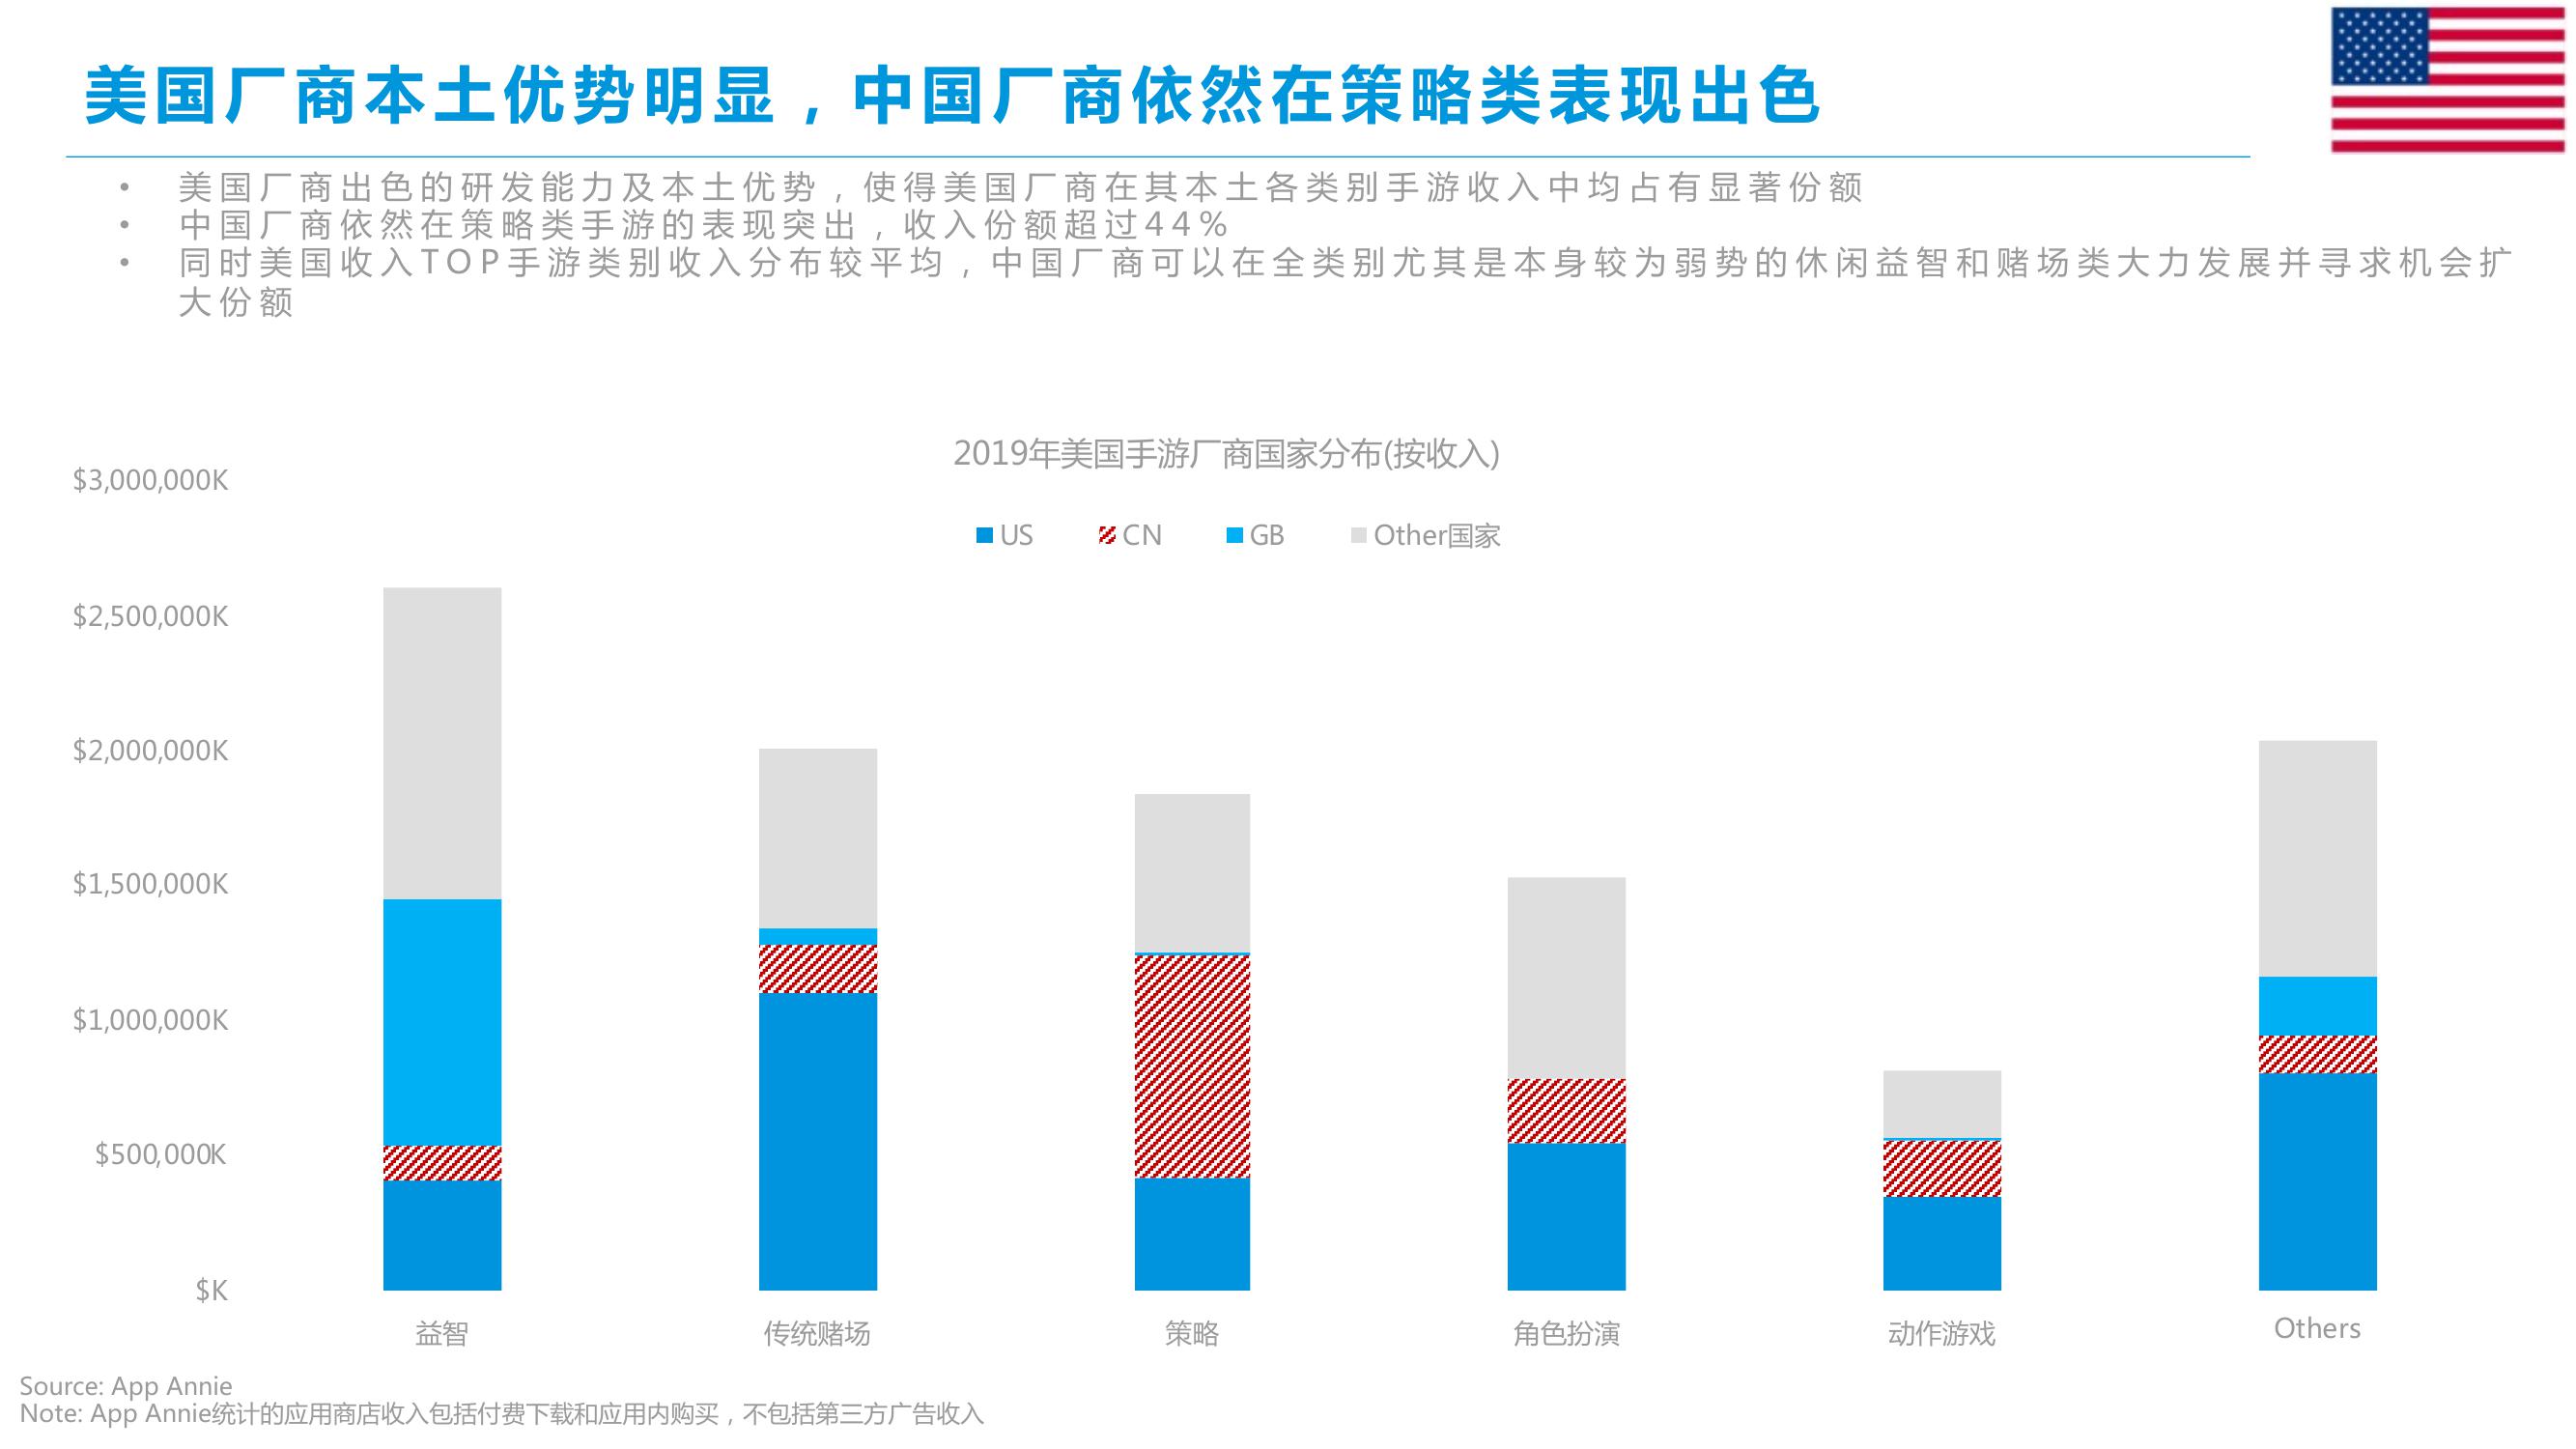 美国厂商本土优势明显，中国厂商依然在策略类表现出色
• 美国厂商出色的研发能力及本土优势，使得美国厂商在其本土各类别手游收入中均占有显著份额
• 中国厂商依然在策略类手游的表现突出，收入份额超过44%
• 同时美国收入TOP手游类别收入分布较平均，中国厂商可以在全类别尤其是本身较为弱势的休闲益智和赌场类大力发展并寻求机会扩
大份额
2019年美国手游厂商国家分布(按收入)
US CN GB Other国家
$3,000,000K
$2,500,000K
$2,000,000K
$1,500,000K
$1,000,000K
$500,000K
$K
益智 传统赌场 策略 角色扮演 动作游戏 Others
Source: App Annie
Note: App Annie统计的应用商店收入包括付费下载和应用内购买，不包括第三方广告收入